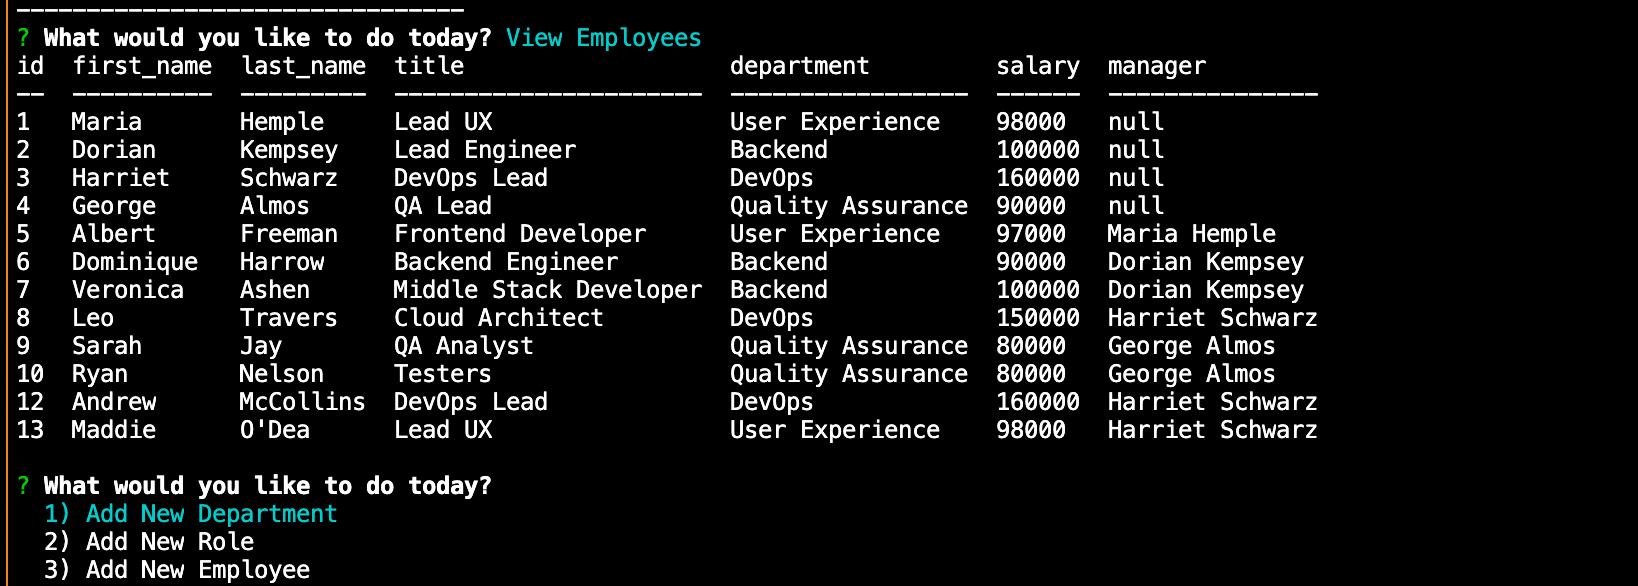 --------------------------------
? What would you like to do today? View Employees
id  first_name  last_name  title                   department         salary  manager
--  ----------  ---------  ----------------------  -----------------  ------  ---------------
1   Maria       Hemple     Lead UX                 User Experience    98000   null
2   Dorian      Kempsey    Lead Engineer           Backend            100000  null
3   Harriet     Schwarz    DevOps Lead             DevOps             160000  null
4   George      Almos      QA Lead                 Quality Assurance  90000   null
5   Albert      Freeman    Frontend Developer      User Experience    97000   Maria Hemple
6   Dominique   Harrow     Backend Engineer        Backend            90000   Dorian Kempsey
7   Veronica    Ashen      Middle Stack Developer  Backend            100000  Dorian Kempsey
8   Leo         Travers    Cloud Architect         DevOps             150000  Harriet Schwarz
9   Sarah       Jay        QA Analyst              Quality Assurance  80000   George Almos
10  Ryan        Nelson     Testers                 Quality Assurance  80000   George Almos
12  Andrew      McCollins  DevOps Lead             DevOps             160000  Harriet Schwarz
13  Maddie      O'Dea      Lead UX                 User Experience    98000   Harriet Schwarz
? What would you like to do today?
1) Add New Department
2) Add New Role
3) Add New Employee